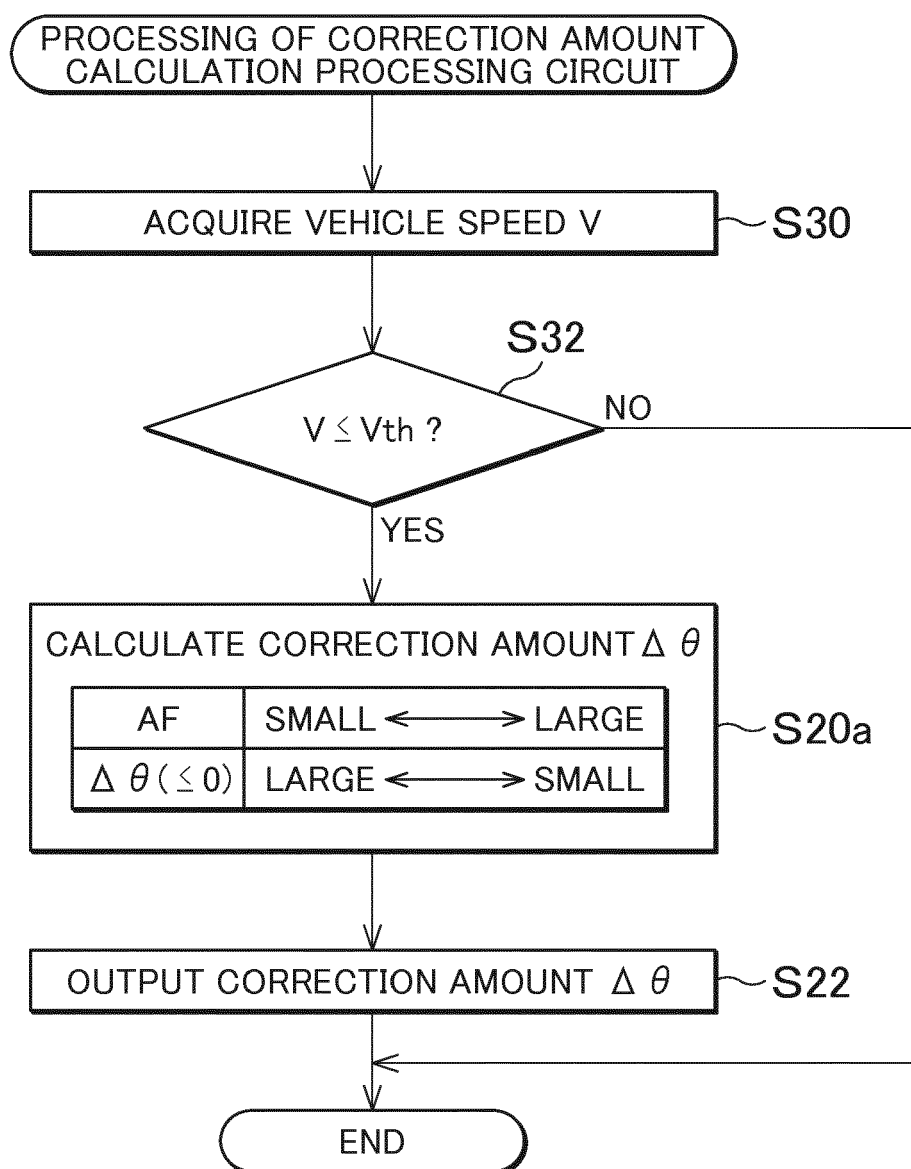 PROCESSING OF CORRECTION AMOUNT
CALCULATION PROCESSING CIRCUIT
ACQUIRE VEHICLE SPEED V
S30
S32
V ≦ Vth ?
NO
YES
CALCULATE CORRECTION AMOUNT Δ θ
AF SMALL ⟷ LARGE
Δ θ (≦ 0) LARGE ⟷ SMALL
S20a
OUTPUT CORRECTION AMOUNT Δ θ
S22
END